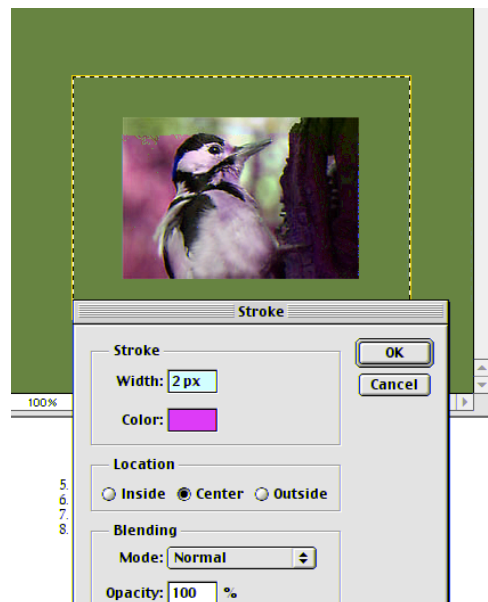 Stroke
Stroke
OK
Width: 2 px
Cancel
100%
Color:
Location
5.
Inside Center Outside
6.
7.
8.
Blending
Mode: Normal
Opacity: 100 %